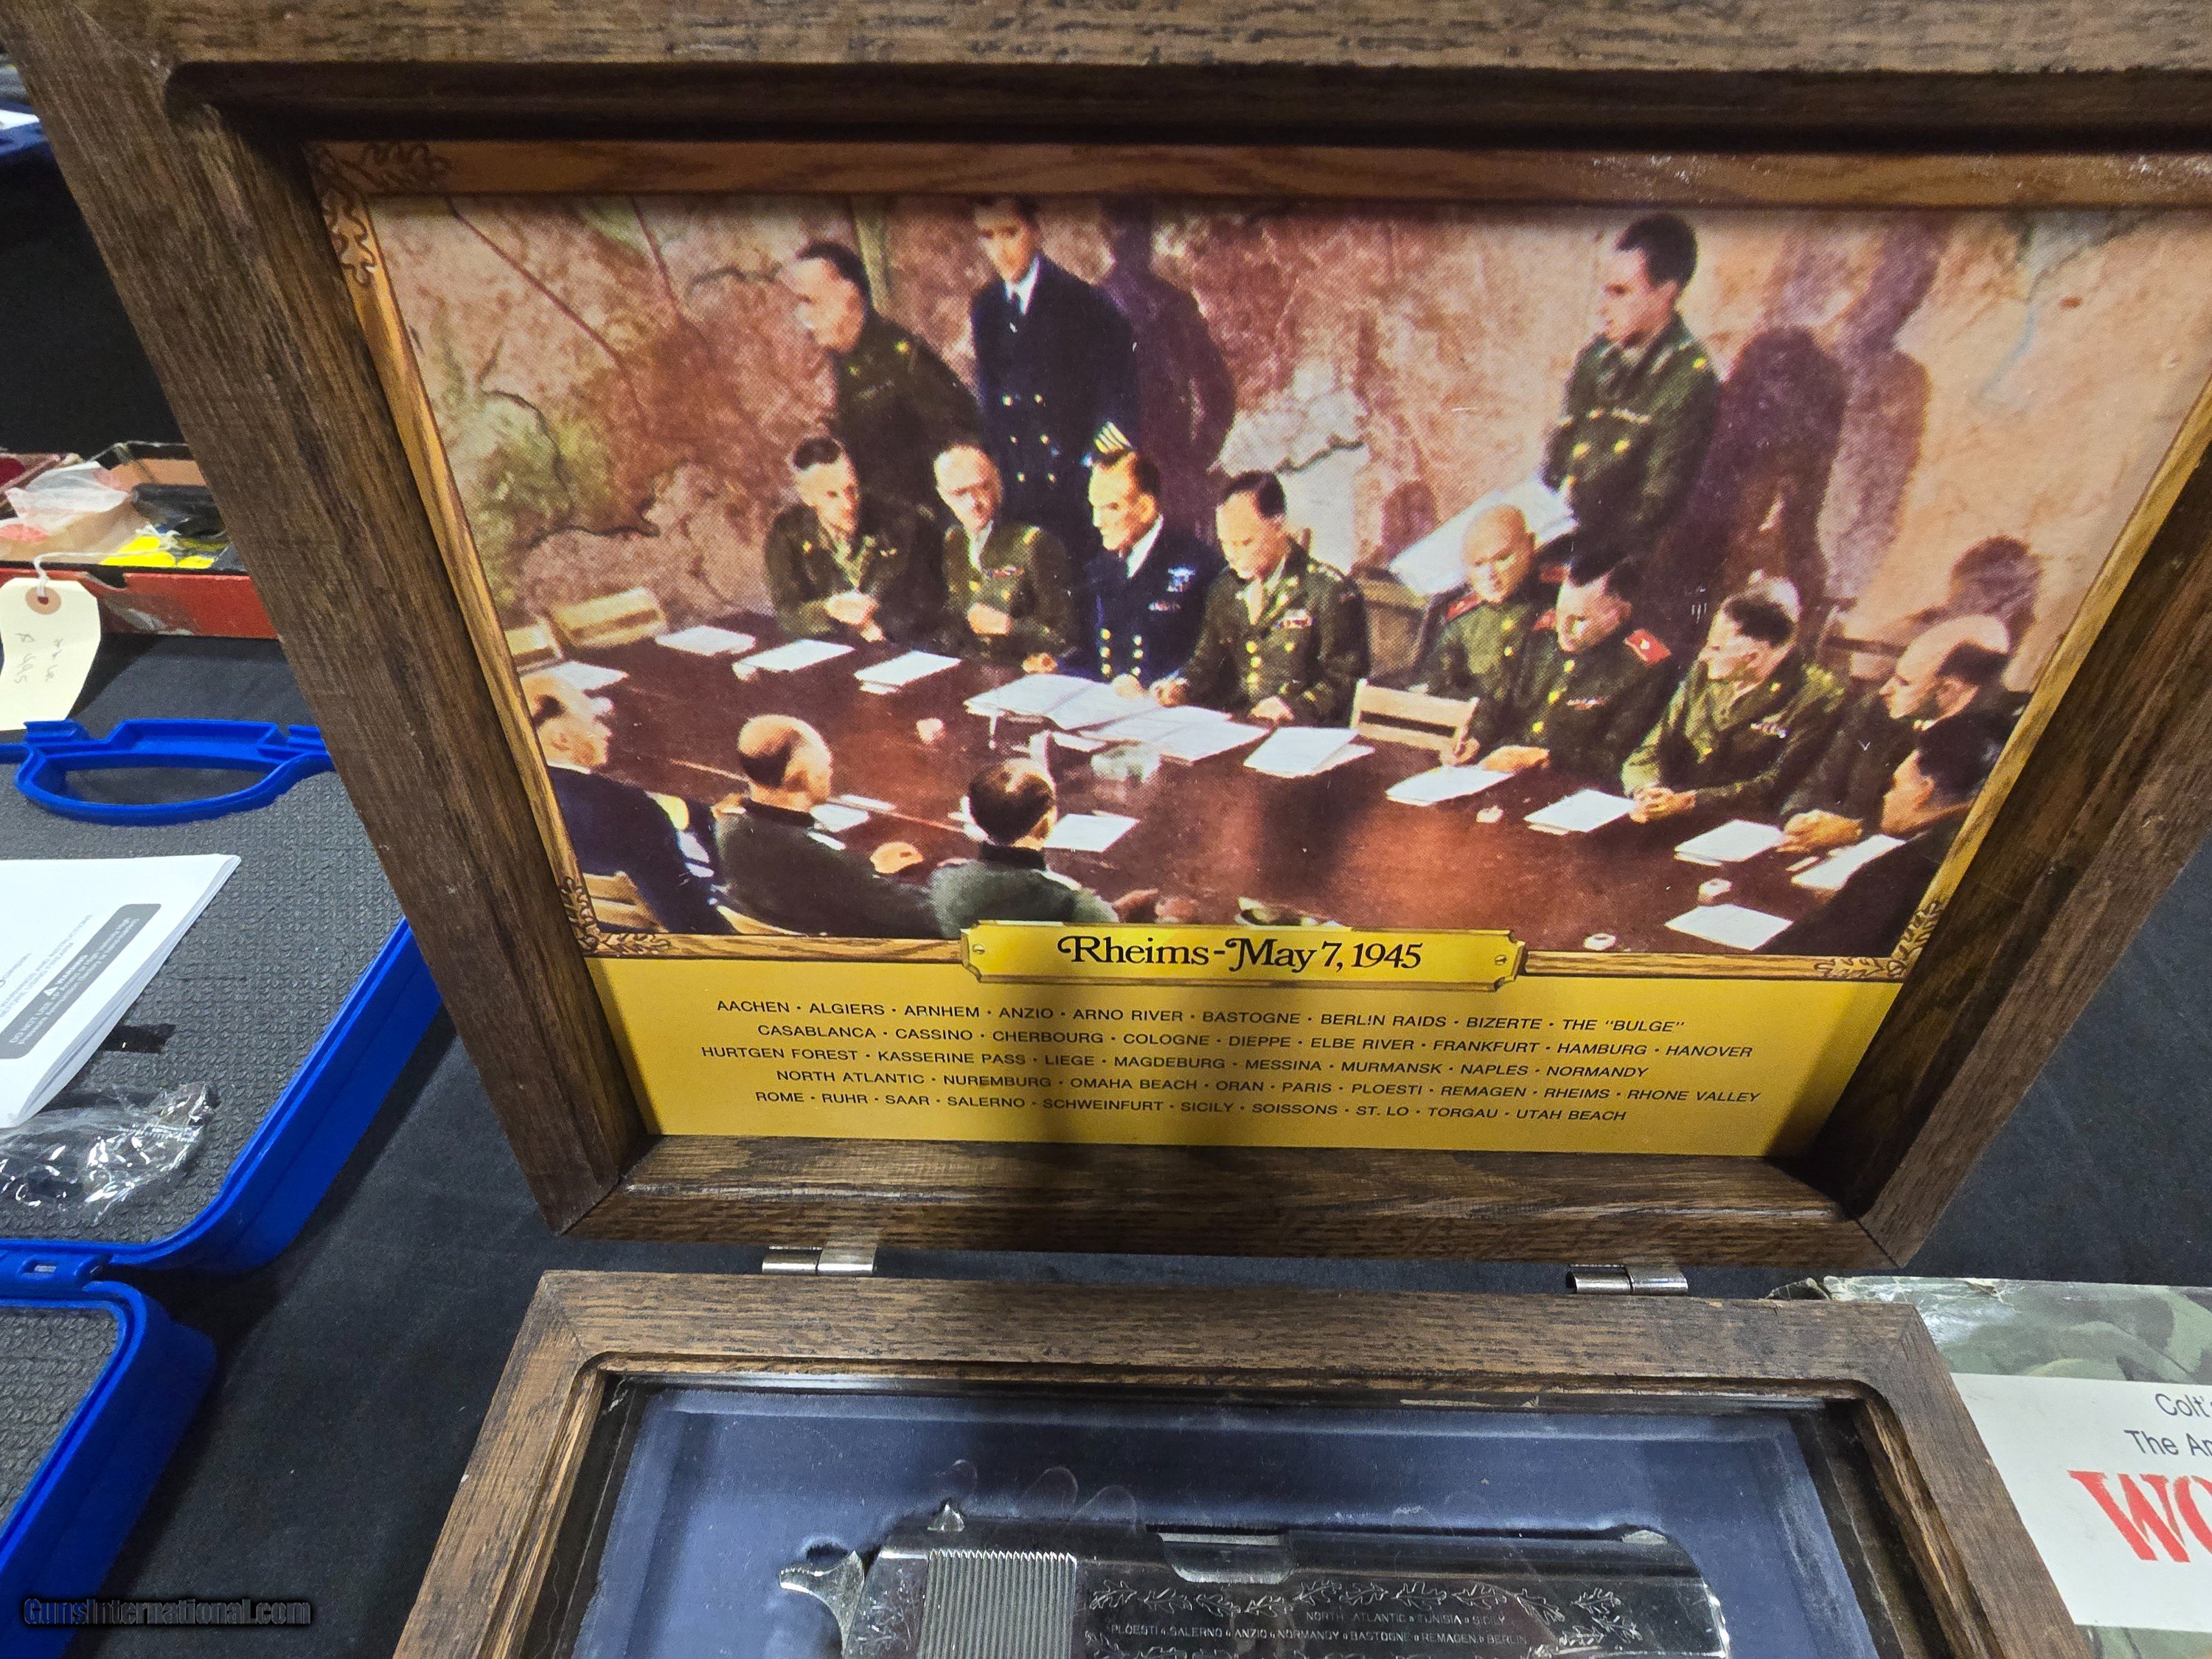 Rheims-May 7, 1945
AACHEN · ALGIERS · ARNHEM · ANZIO · ARNO RIVER · BASTOGNE · BERLIN RAIDS · BIZERTE · THE "BULGE"
CASABLANCA · CASSINO · CHERBOURG · COLOGNE · DIEPPE · ELBE RIVER · FRANKFURT · HAMBURG · HANOVER
HURTGEN FOREST · KASSERINE PASS · LIEGE · MAGDEBURG · MESSINA · MURMANSK · NAPLES · NORMANDY
NORTH ATLANTIC · NUREMBURG · OMAHA BEACH · ORAN · PARIS · PLOESTI · REMAGEN · RHEIMS · RHONE VALLEY
ROME · RUHR · SAAR · SALERNO · SCHWEINFURT · SICILY · SOISSONS · ST. LO · TORGAU · UTAH BEACH
Colt's
The
WO
NORTH ATLANTIC · TUNISIA · SICILY
PLOESTI · SALERNO · ANZIO · NORMANDY · BASTOGNE · REMAGEN · BERLIN
GunsInternational.com